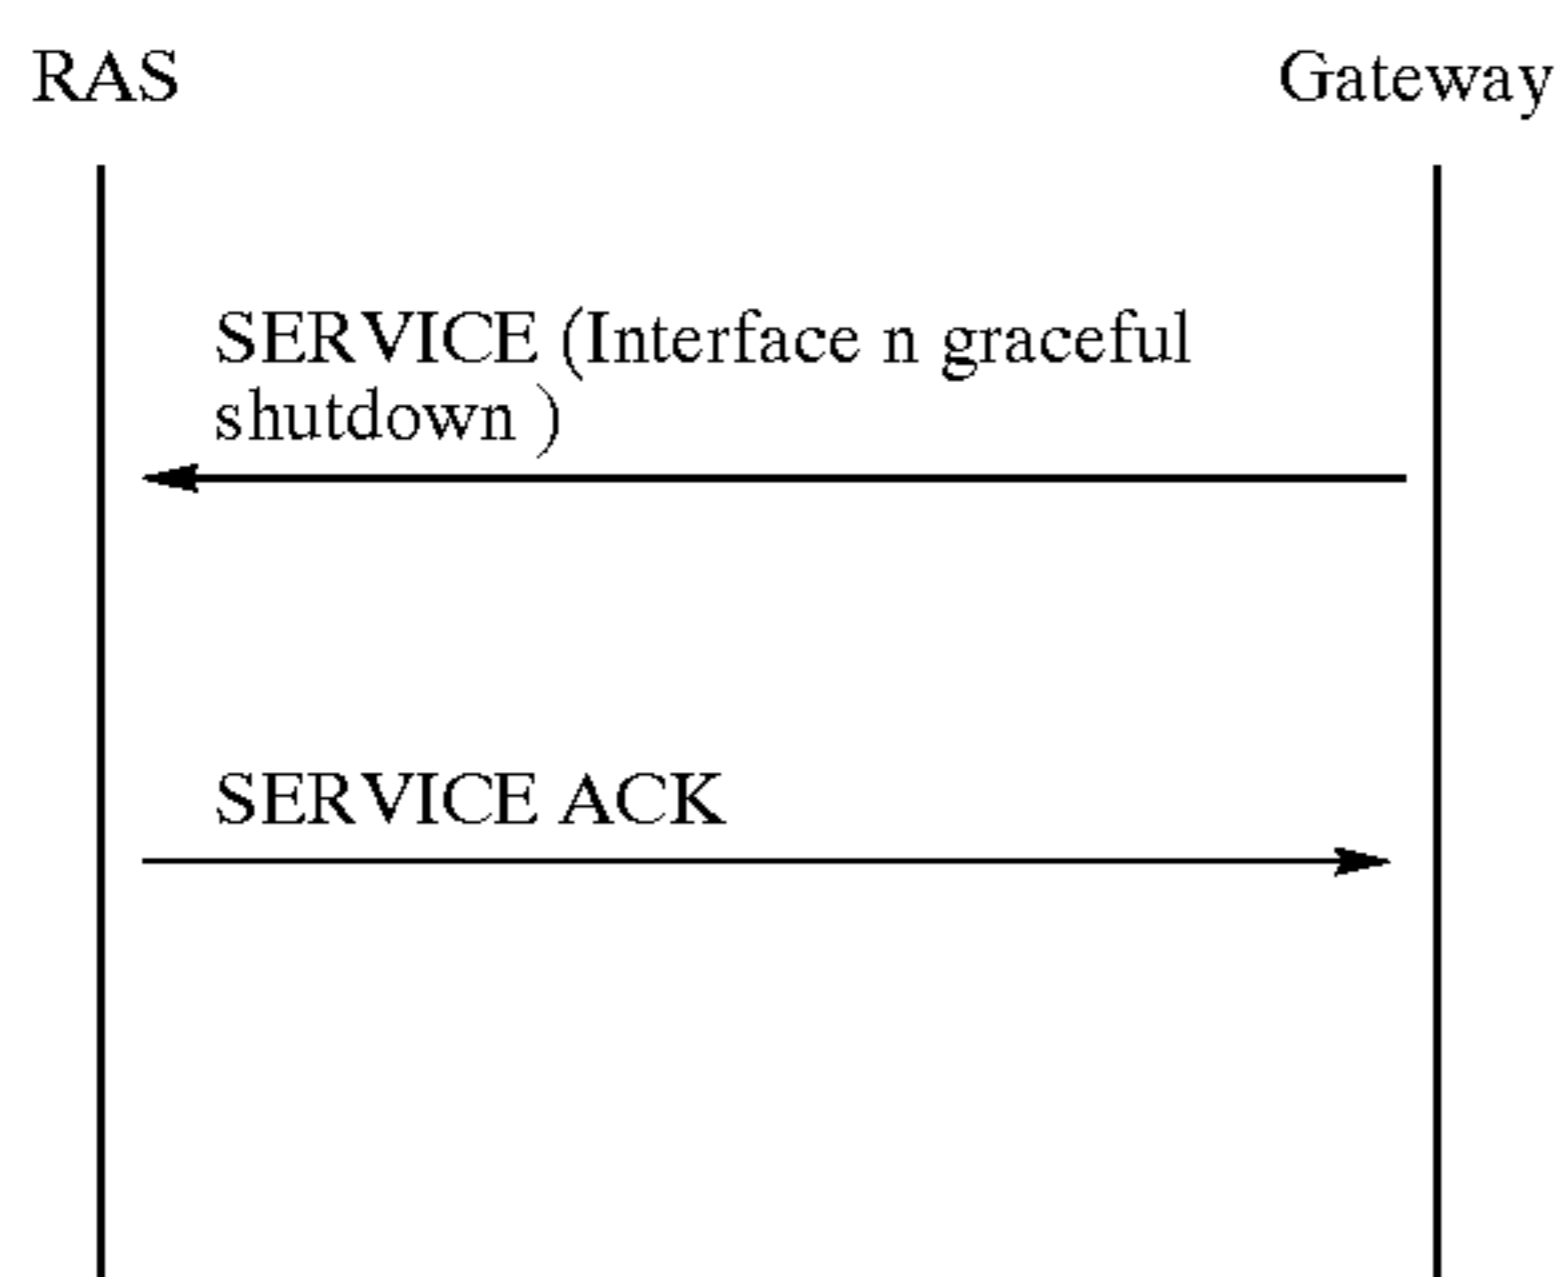 RAS
Gateway
SERVICE (Interface n graceful
shutdown )
SERVICE ACK